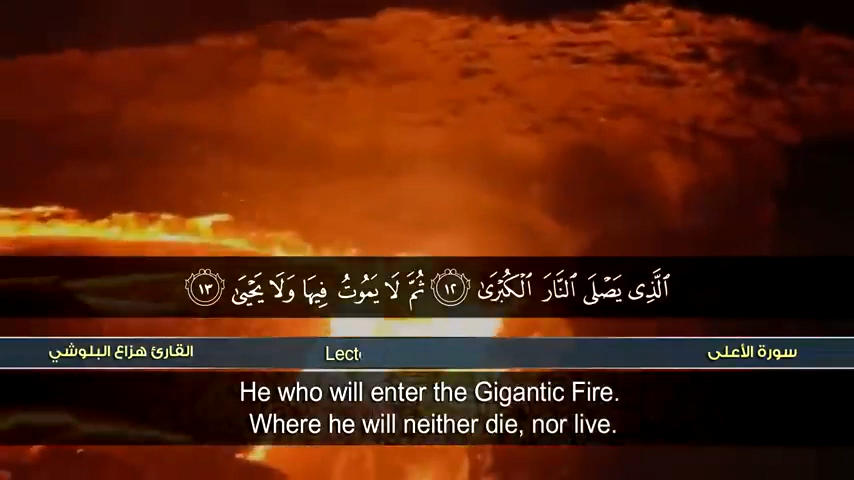 ٱلَّذِى يَصْلَى ٱلنَّارَ ٱلْكُبْرَىٰ ١٢ ثُمَّ لَا يَمُوتُ فِيهَا وَلَا يَحْيَىٰ ١٣
سورة الأعلى Lecte القارئ هزاع البلوشي
He who will enter the Gigantic Fire.
Where he will neither die, nor live.